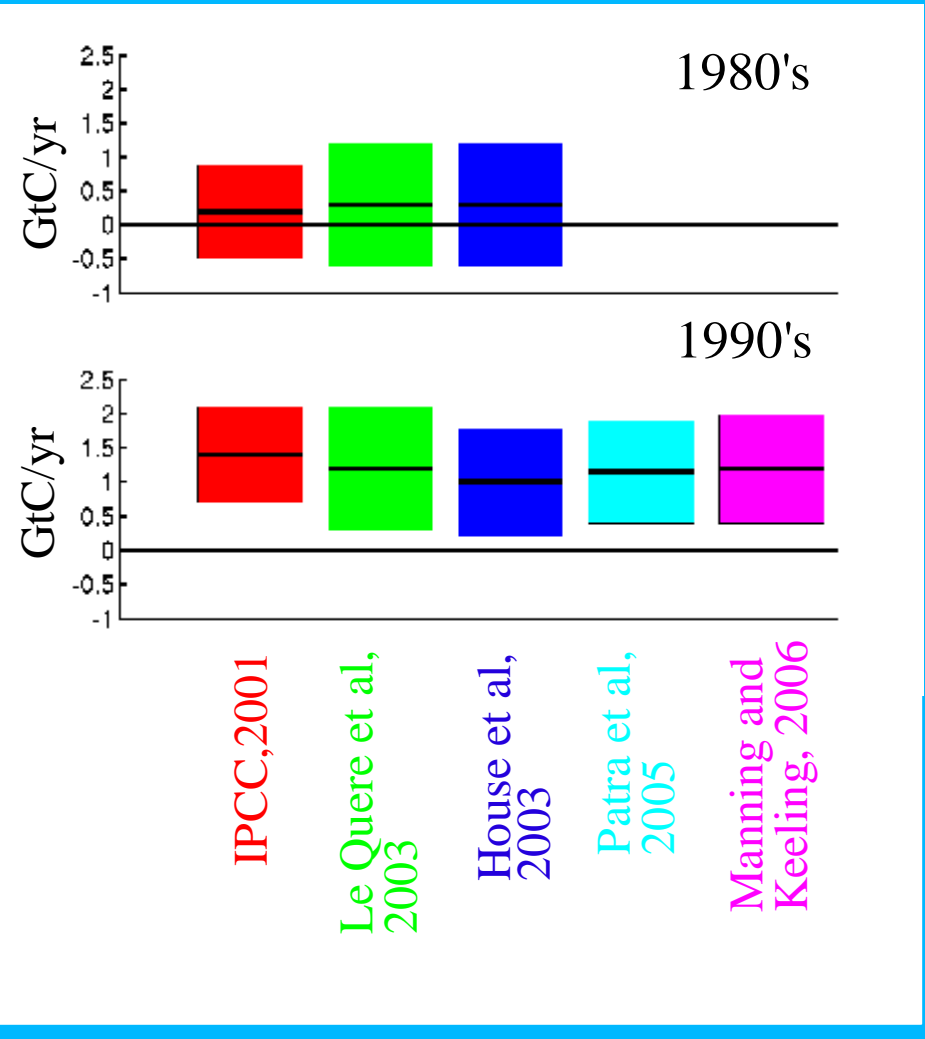 1980's
GtC/yr
2.5
2
1.5
1
0.5
0
-0.5
-1
1990's
GtC/yr
2.5
2
1.5
1
0.5
0
-0.5
-1
IPCC,2001
Le Quere et al,
2003
House et al,
2003
Patra et al,
2005
Manning and
Keeling, 2006